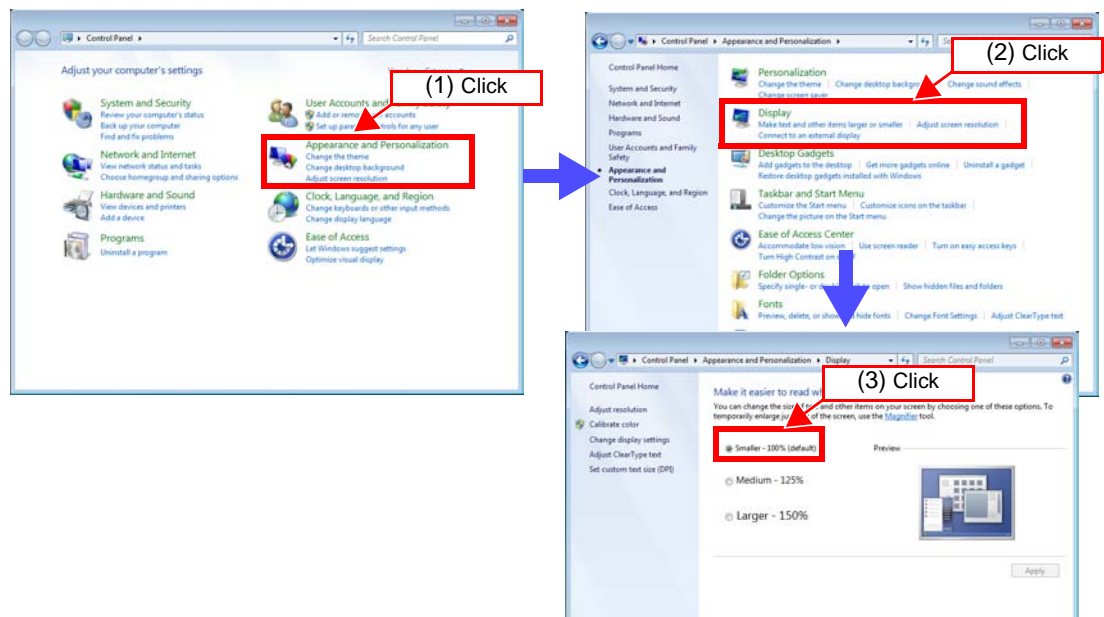 Control Panel
Search Control Panel
Adjust your computer's settings
(1) Click
System and Security
Review your computer's status
Back up your computer
Find and fix problems
Network and Internet
View network status and tasks
Choose homegroup and sharing options
Hardware and Sound
View devices and printers
Add a device
Programs
Uninstall a program
User Accounts and
Add or remo accounts
Set up pare trols for any user
Appearance and Personalization
Change the theme
Change desktop background
Adjust screen resolution
Clock, Language, and Region
Change keyboards or other input methods
Change display language
Ease of Access
Let Windows suggest settings
Optimize visual display
Control Panel Appearance and Personalization
(2) Click
Control Panel Home
System and Security
Network and Internet
Hardware and Sound
Programs
User Accounts and Family
Safety
Appearance and
Personalization
Clock, Language, and Region
Ease of Access
Personalization
Change the theme Change desktop backgro Change sound effects
Change screen saver
Display
Make text and other items larger or smaller Adjust screen resolution
Connect to an external display
Desktop Gadgets
Add gadgets to the desktop Get more gadgets online Uninstall a gadget
Restore desktop gadgets installed with Windows
Taskbar and Start Menu
Customize the Start menu Customize icons on the taskbar
Change the picture on the Start menu
Ease of Access Center
Accommodate low vision Use screen reader Turn on easy access keys
Turn High Contrast on
Folder Options
Specify single- or do to open Show hidden files and folders
Fonts
Preview, delete, or show hide fonts Change Font Settings Adjust ClearType text
Control Panel Appearance and Personalization Display
Search Control Panel
(3) Click
Control Panel Home
Adjust resolution
Calibrate color
Change display settings
Adjust ClearType text
Set custom text size (DPI)
Make it easier to read wh
You can change the size of text and other items on your screen by choosing one of these options. To
temporarily enlarge ju of the screen, use the Magnifier tool.
Smaller - 100% (default)
Preview
Medium - 125%
Larger - 150%
Apply